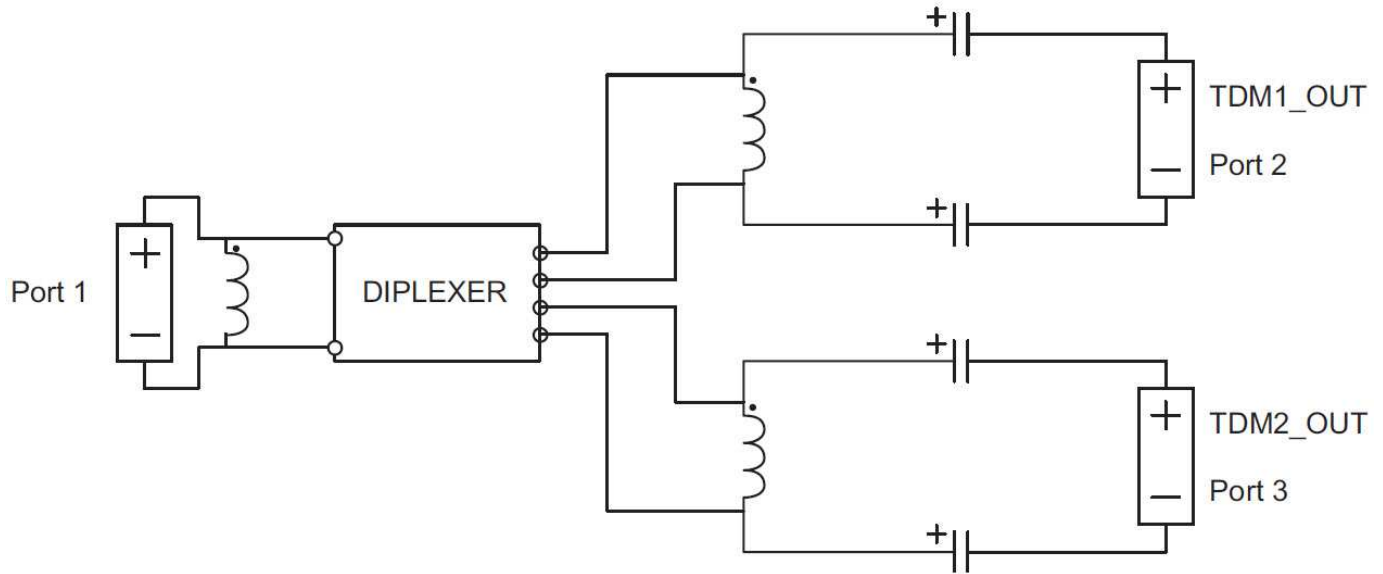 +
+
TDM1_OUT
−
Port 2
+
+
Port 1
−
DIPLEXER
+
+
TDM2_OUT
−
Port 3
+